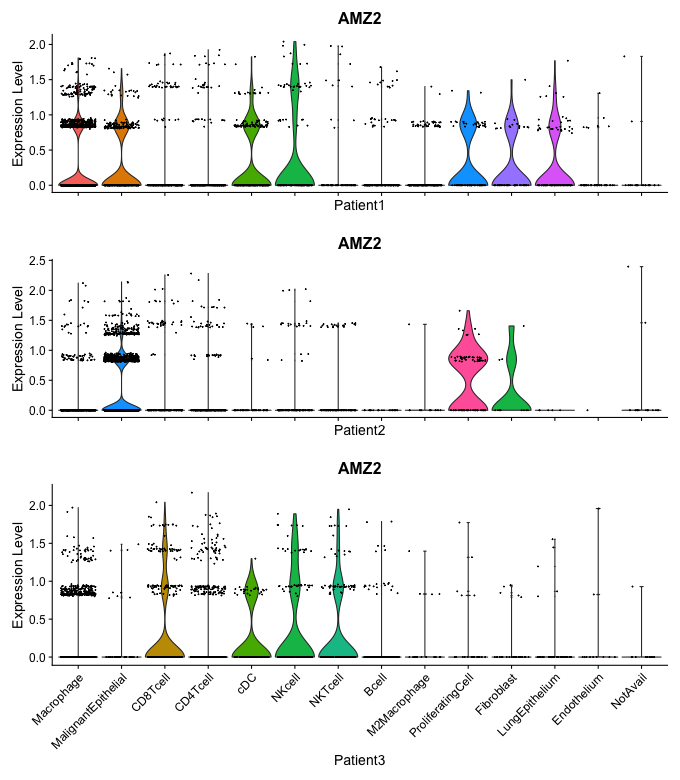 AMZ2
2.0
1.5
1.0
0.5
0.0
Expression Level
Patient1
AMZ2
2.5
2.0
1.5
1.0
0.5
0.0
Expression Level
Patient2
AMZ2
2.0
1.5
1.0
0.5
0.0
Expression Level
Macrophage
MalignantEpithelial
CD8Tcell
CD4Tcell
cDC
NKcell
NKTcell
Bcell
M2Macrophage
ProliferatingCell
Fibroblast
LungEpithelium
Endothelium
NotAvail
Patient3